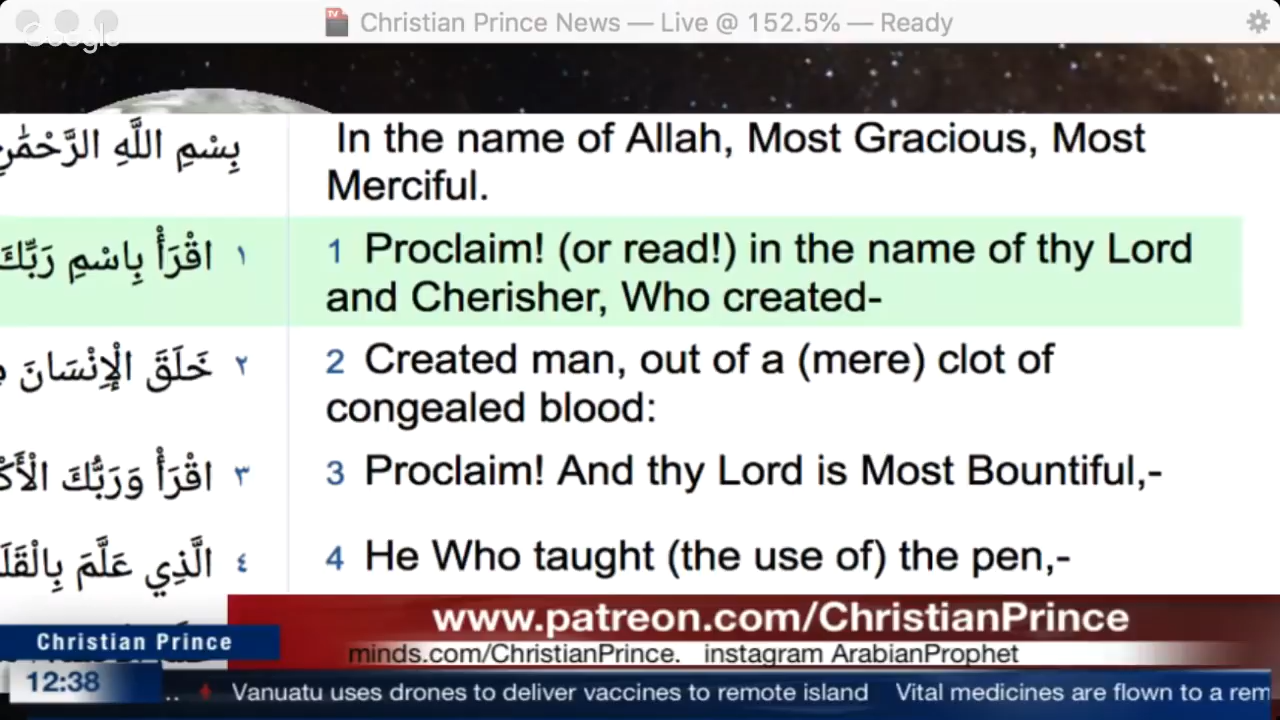 Christian Prince News — Live @ 152.5% — Ready
Google
بِسْمِ اللَّهِ الرَّحْمَٰنِ
In the name of Allah, Most Gracious, Most
Merciful.
١ اقْرَأْ بِاسْمِ رَبِّكَ
1 Proclaim! (or read!) in the name of thy Lord
and Cherisher, Who created-
٢ خَلَقَ الْإِنْسَانَ
2 Created man, out of a (mere) clot of
congealed blood:
٣ اقْرَأْ وَرَبُّكَ
3 Proclaim! And thy Lord is Most Bountiful,-
٤ الَّذِي عَلَّمَ
4 He Who taught (the use of) the pen,-
www.patreon.com/ChristianPrince
Christian Prince
minds.com/ChristianPrince. instagram ArabianProphet
12:38
.. Vanuatu uses drones to deliver vaccines to remote island Vital medicines are flown to a rem